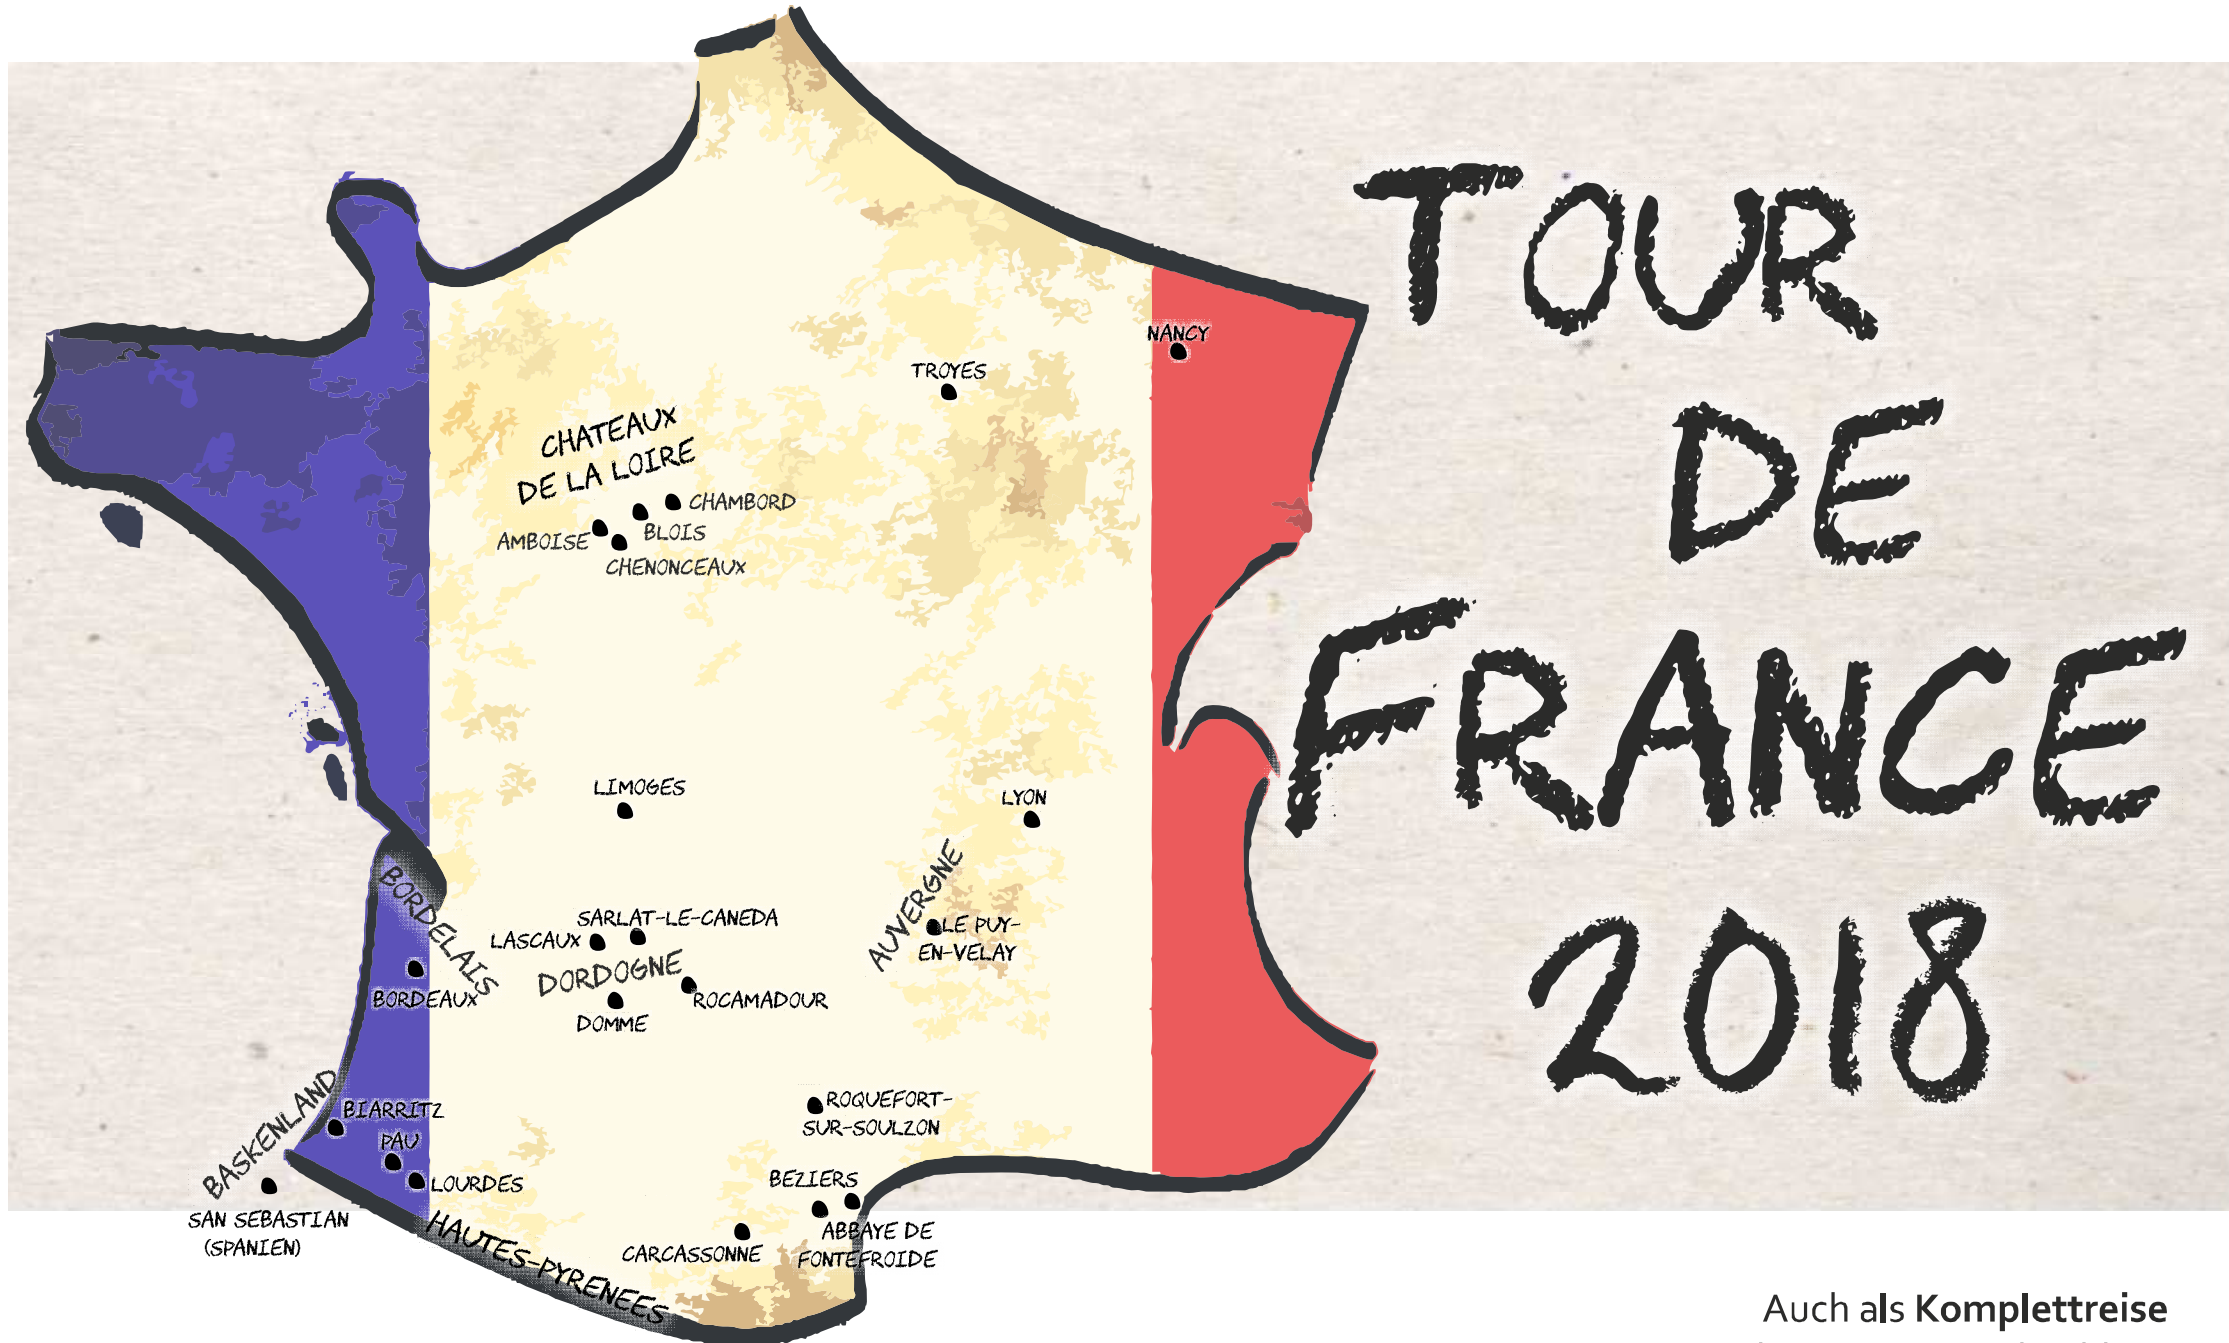 TOUR
DE
FRANCE
2018
NANCY
TROYES
CHATEAUX
DE LA LOIRE
CHAMBORD
BLOIS
AMBOISE
CHENONCEAUX
LIMOGES
LYON
AUVERGNE
LE PUY-
EN-VELAY
BORDELAIS
BORDEAUX
SARLAT-LE-CANEDA
LASCAUX
DORDOGNE
ROCAMADOUR
DOMME
BASKENLAND
BIARRITZ
PAU
LOURDES
SAN SEBASTIAN
(SPANIEN)
ROQUEFORT-
SUR-SOULZON
BEZIERS
ABBAYE DE
FONTEFROIDE
CARCASSONNE
HAUTES-PYRENEES
Auch als Komplettreise